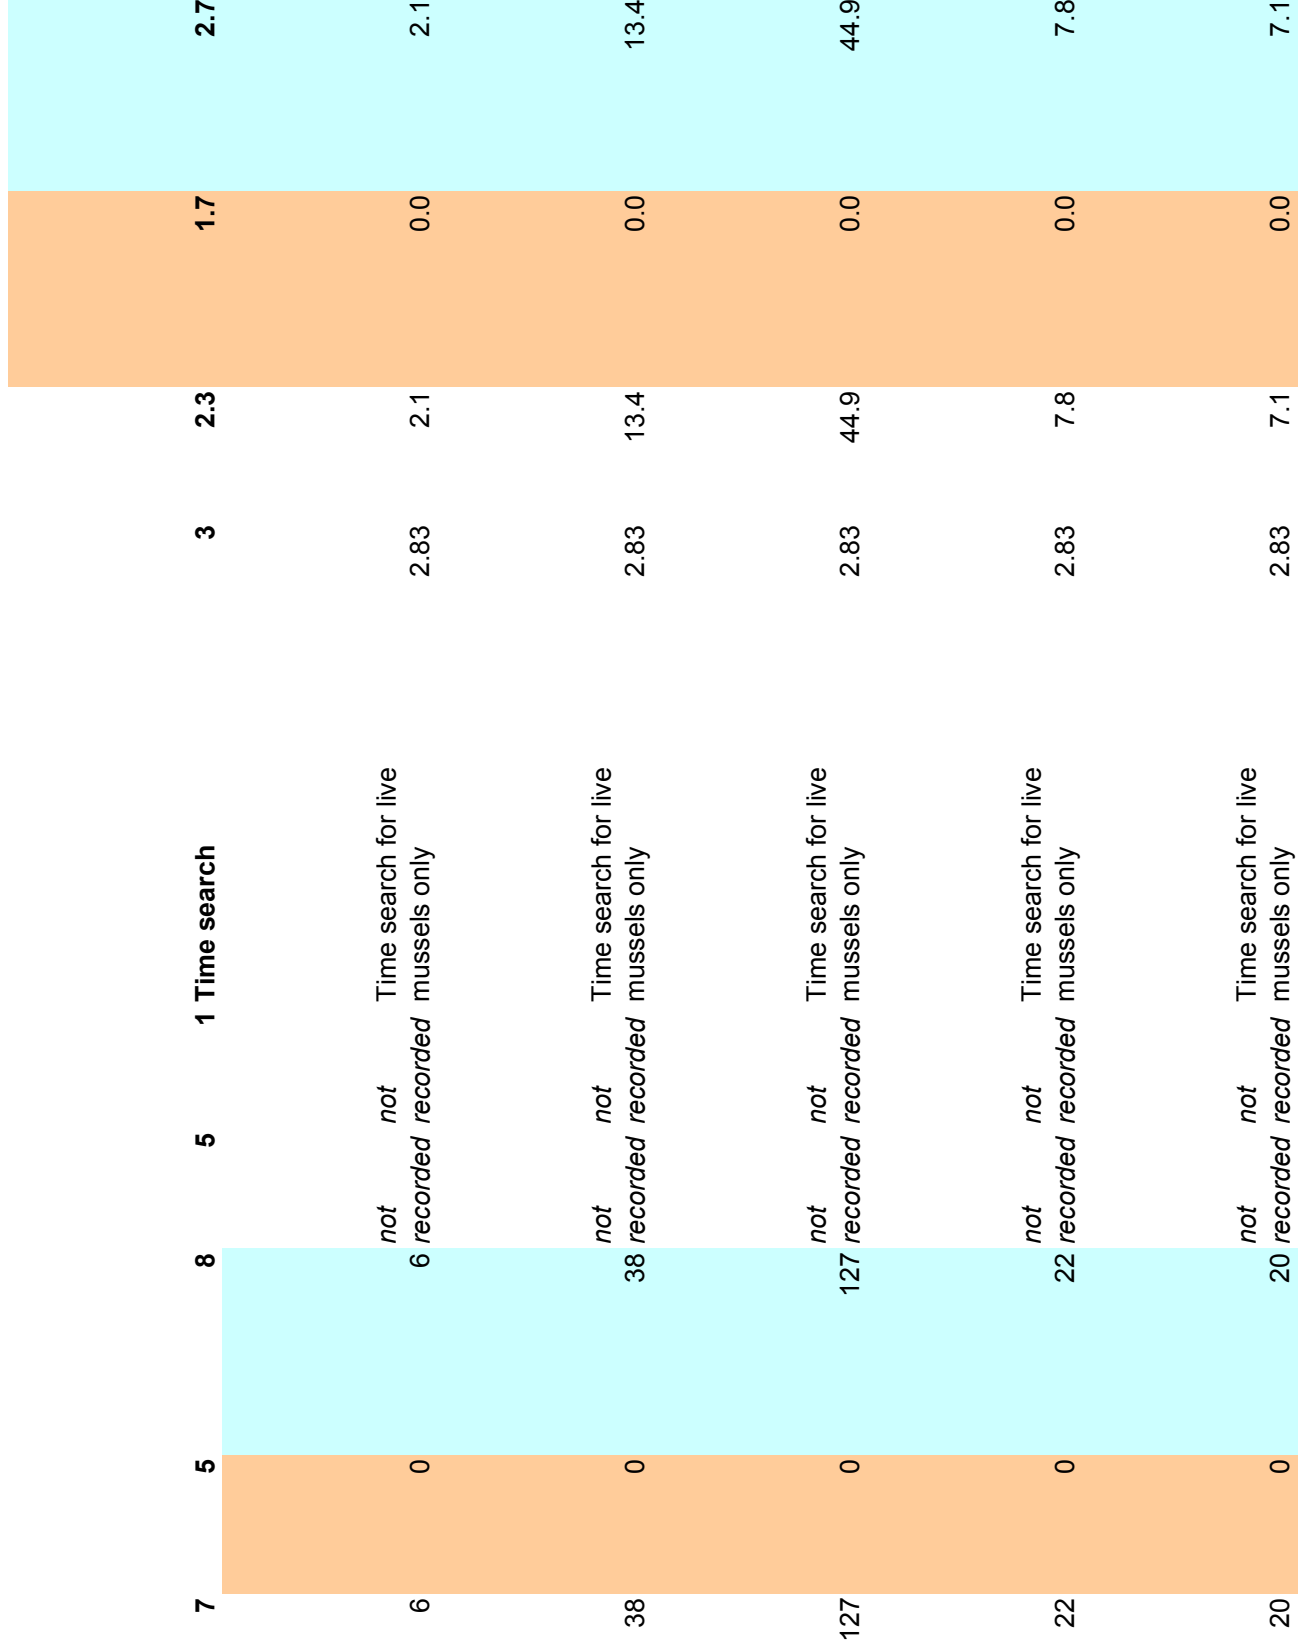 7 5 8 5 1 Time search 3 2.3 1.7 2.7
not not Time search for live
6 0 6 recorded recorded mussels only 2.83 2.1 0.0 2.1
not not Time search for live
38 0 38 recorded recorded mussels only 2.83 13.4 0.0 13.4
not not Time search for live
127 0 127 recorded recorded mussels only 2.83 44.9 0.0 44.9
not not Time search for live
22 0 22 recorded recorded mussels only 2.83 7.8 0.0 7.8
not not Time search for live
20 0 20 recorded recorded mussels only 2.83 7.1 0.0 7.1